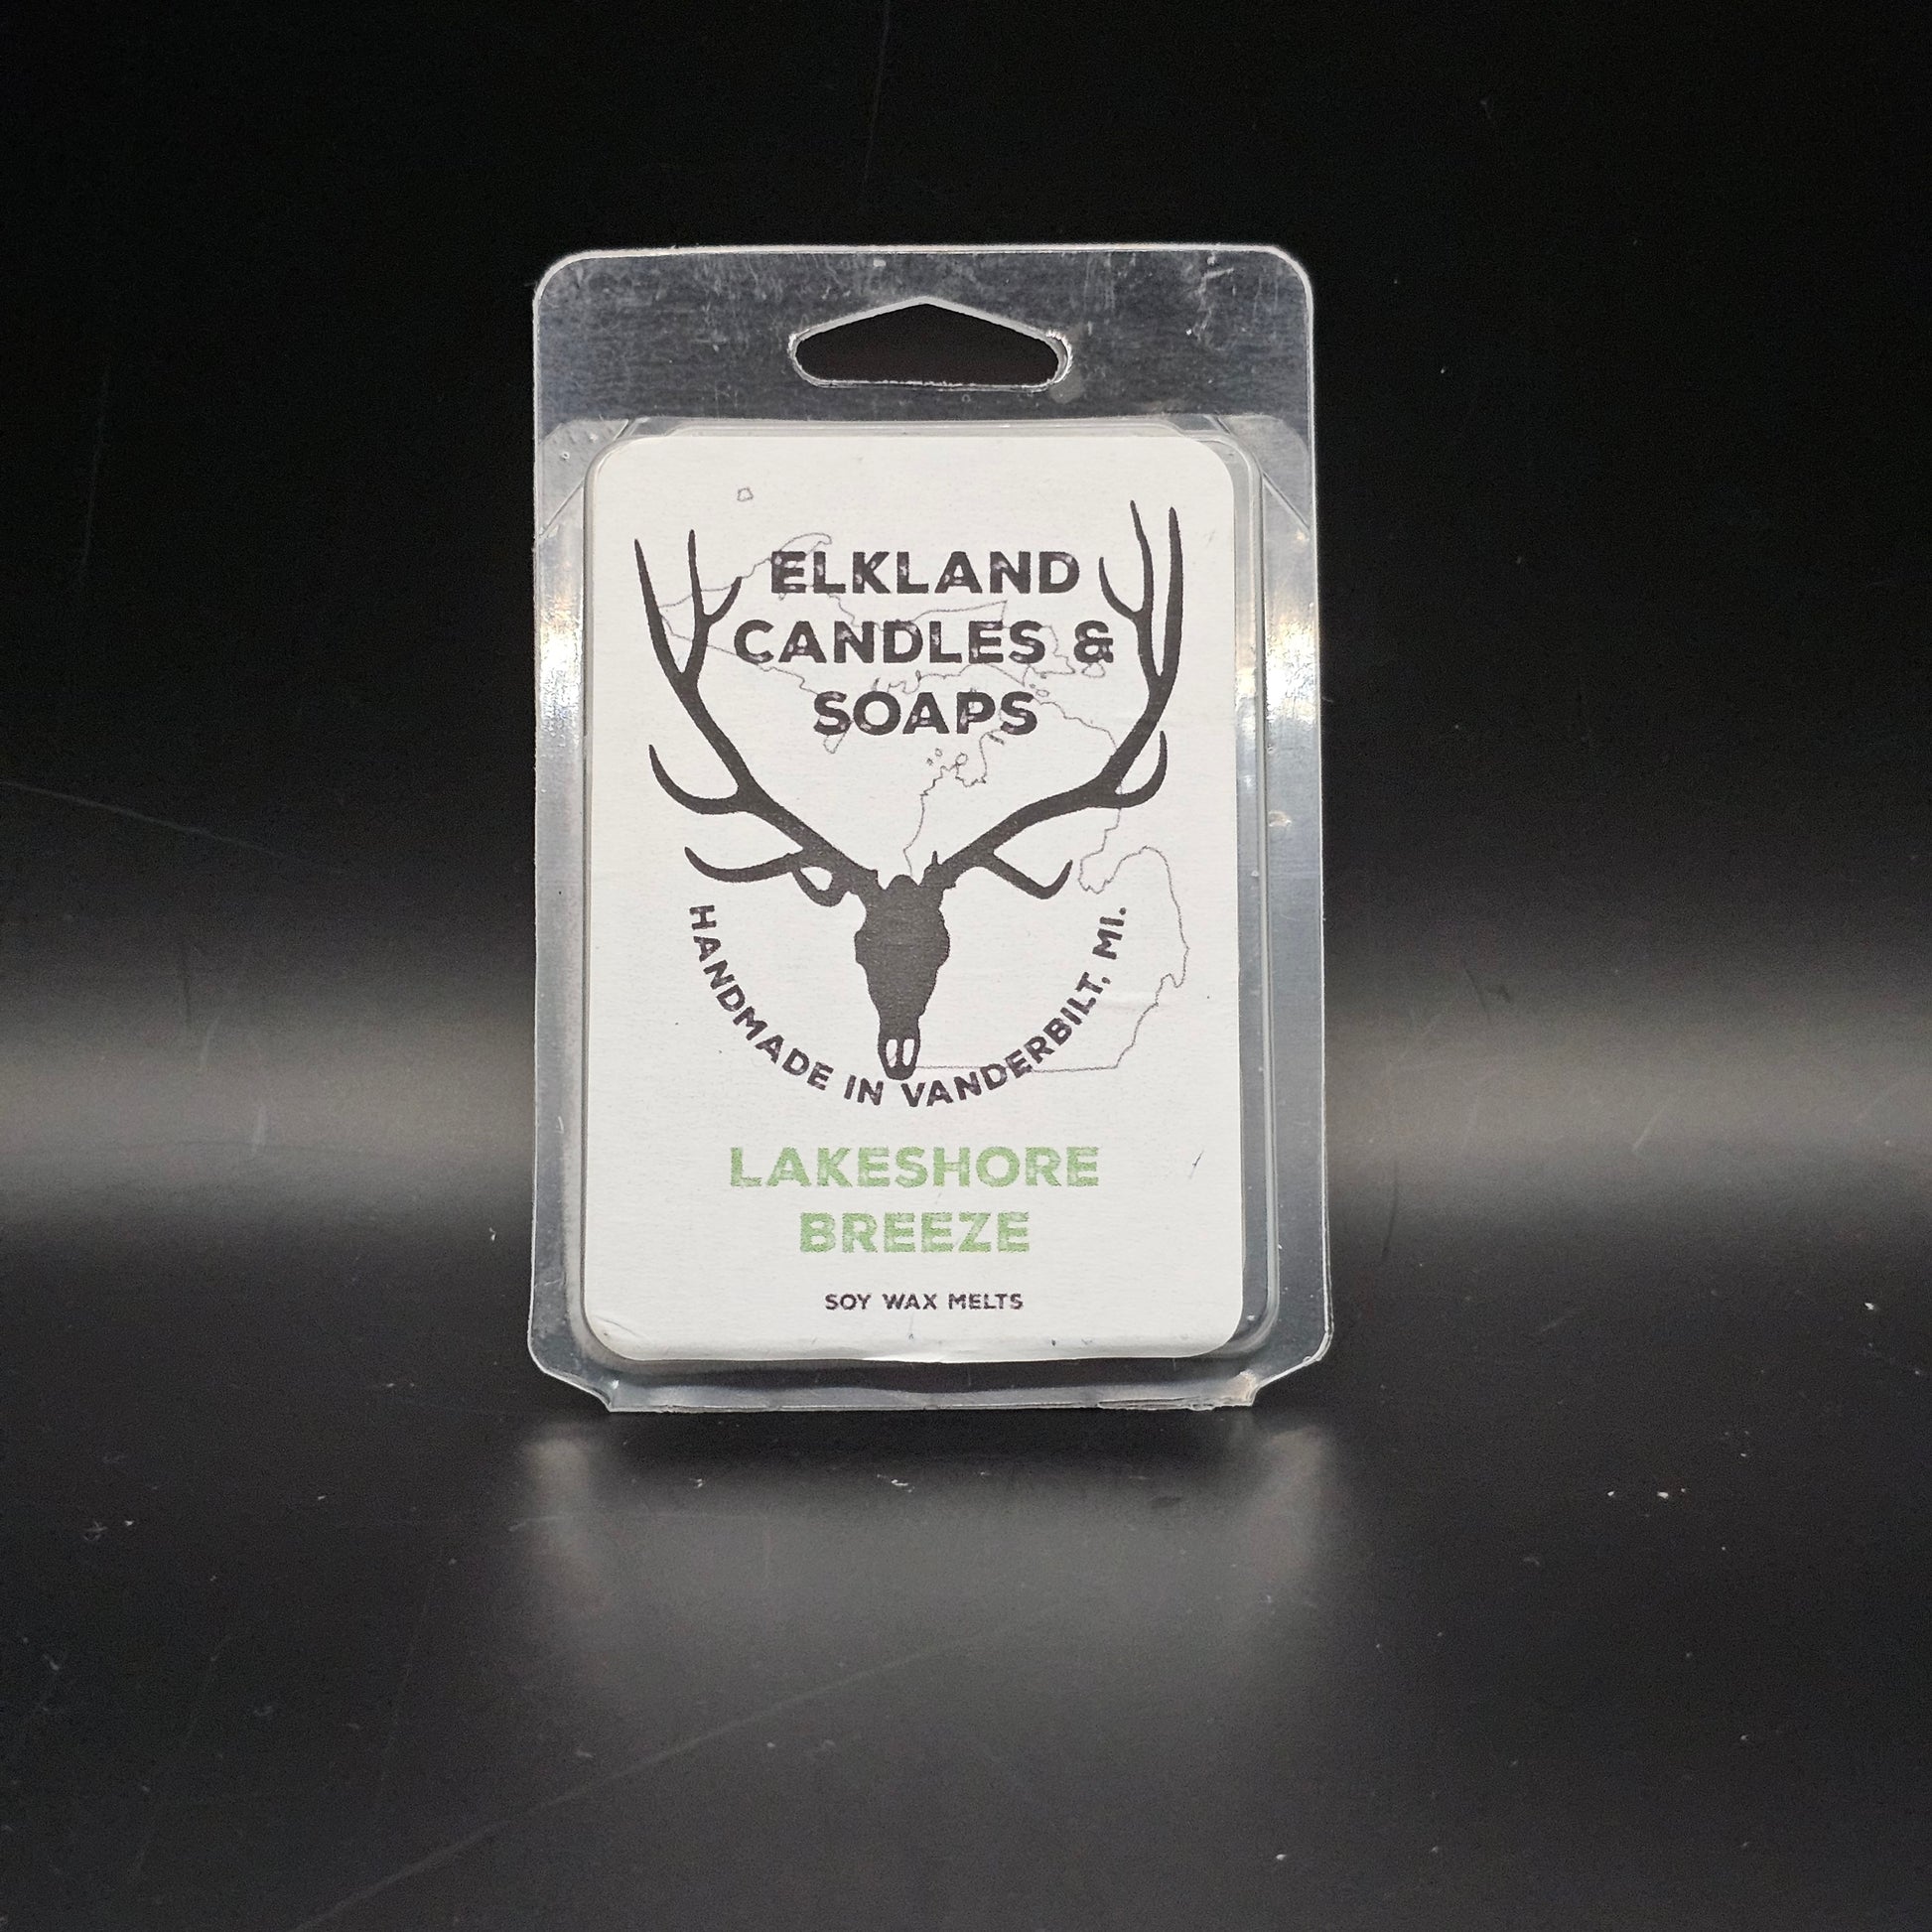 ELKLAND
CANDLES &
SOAPS
HANDMADE IN VANDERBILT, MI.
LAKESHORE
BREEZE
SOY WAX MELTS